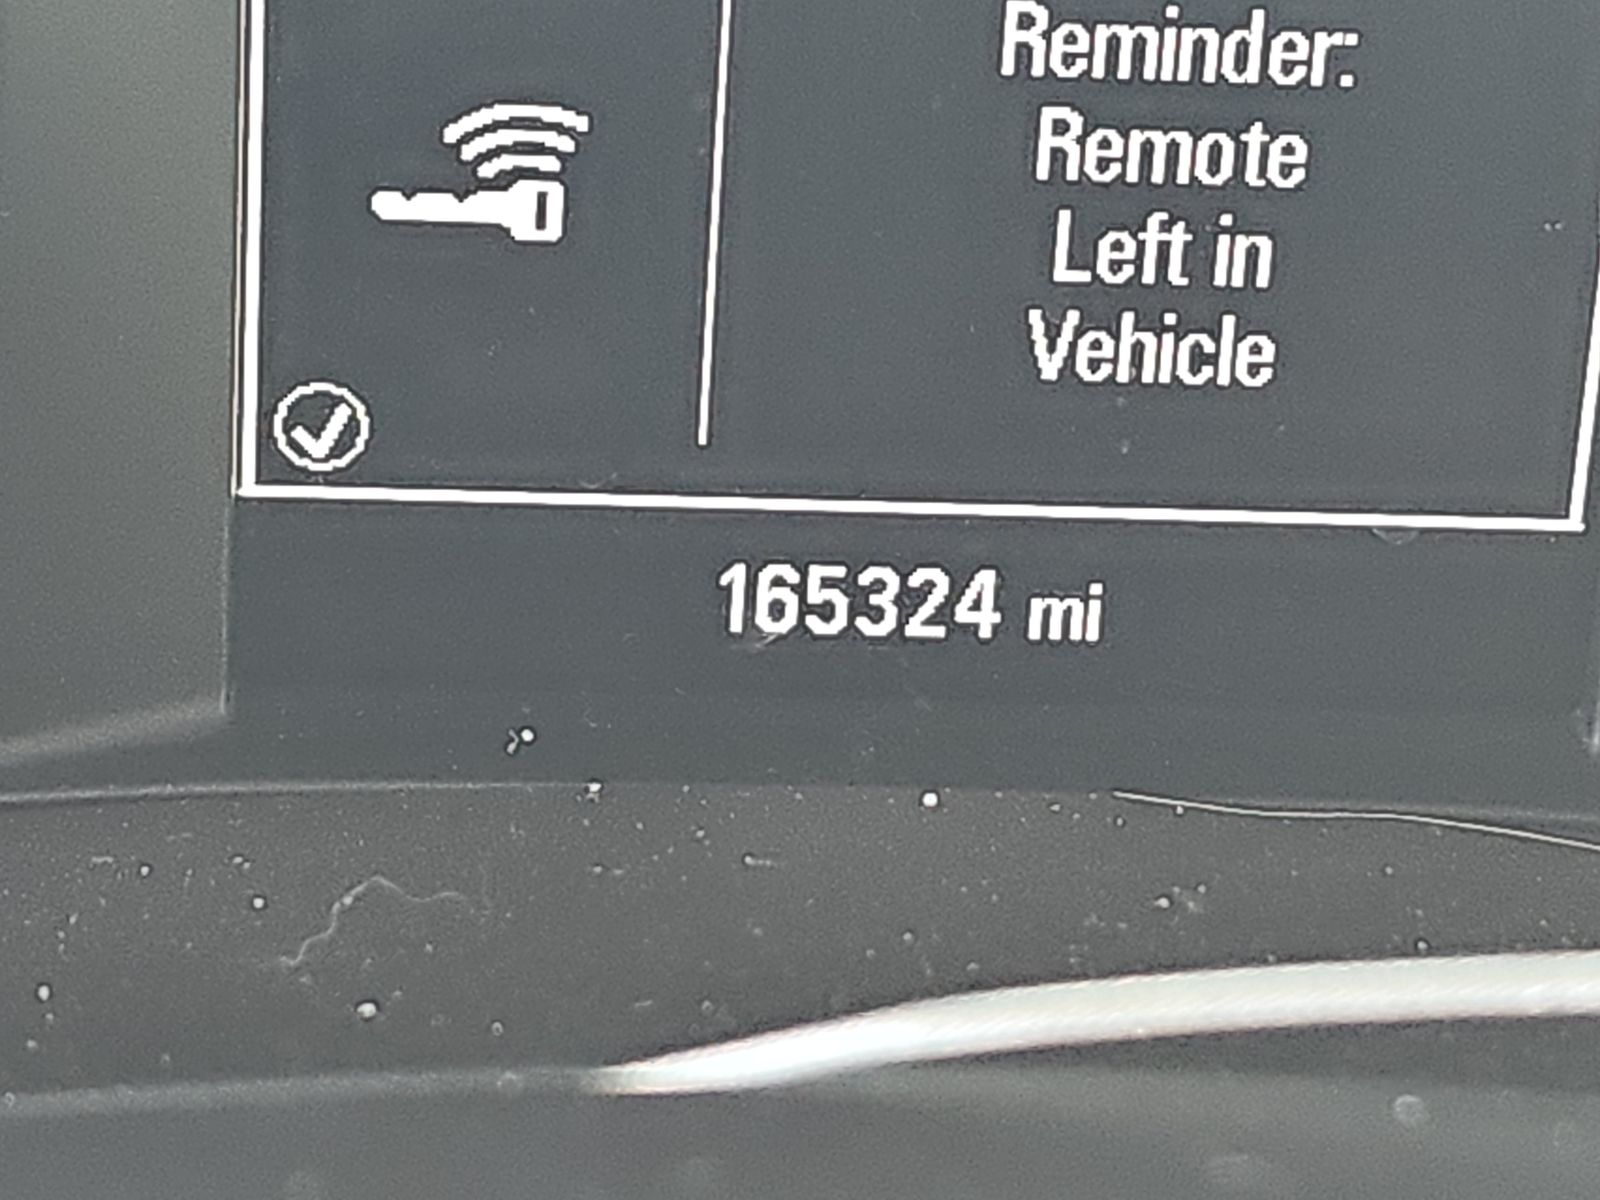 Reminder:
Remote
Left in
Vehicle
165324 mi